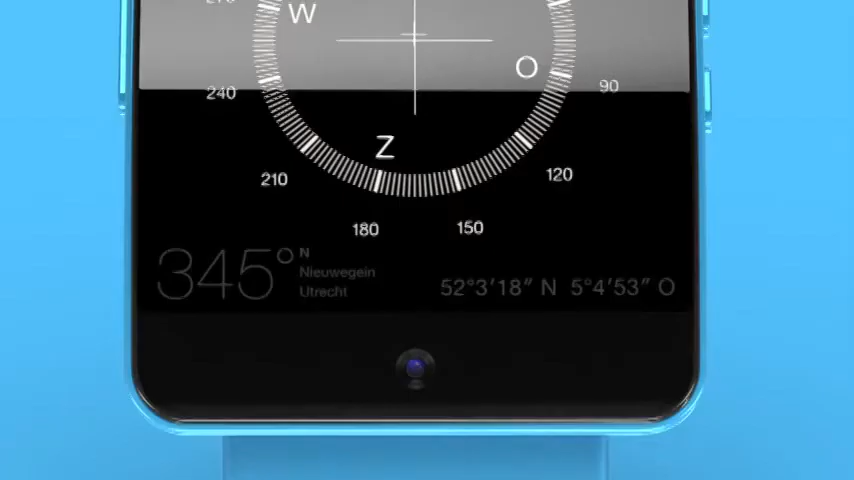 W
O
240
90
Z
210
120
180
150
345° N
Nieuwegein
Utrecht
52°3'18" N 5°4'53" O